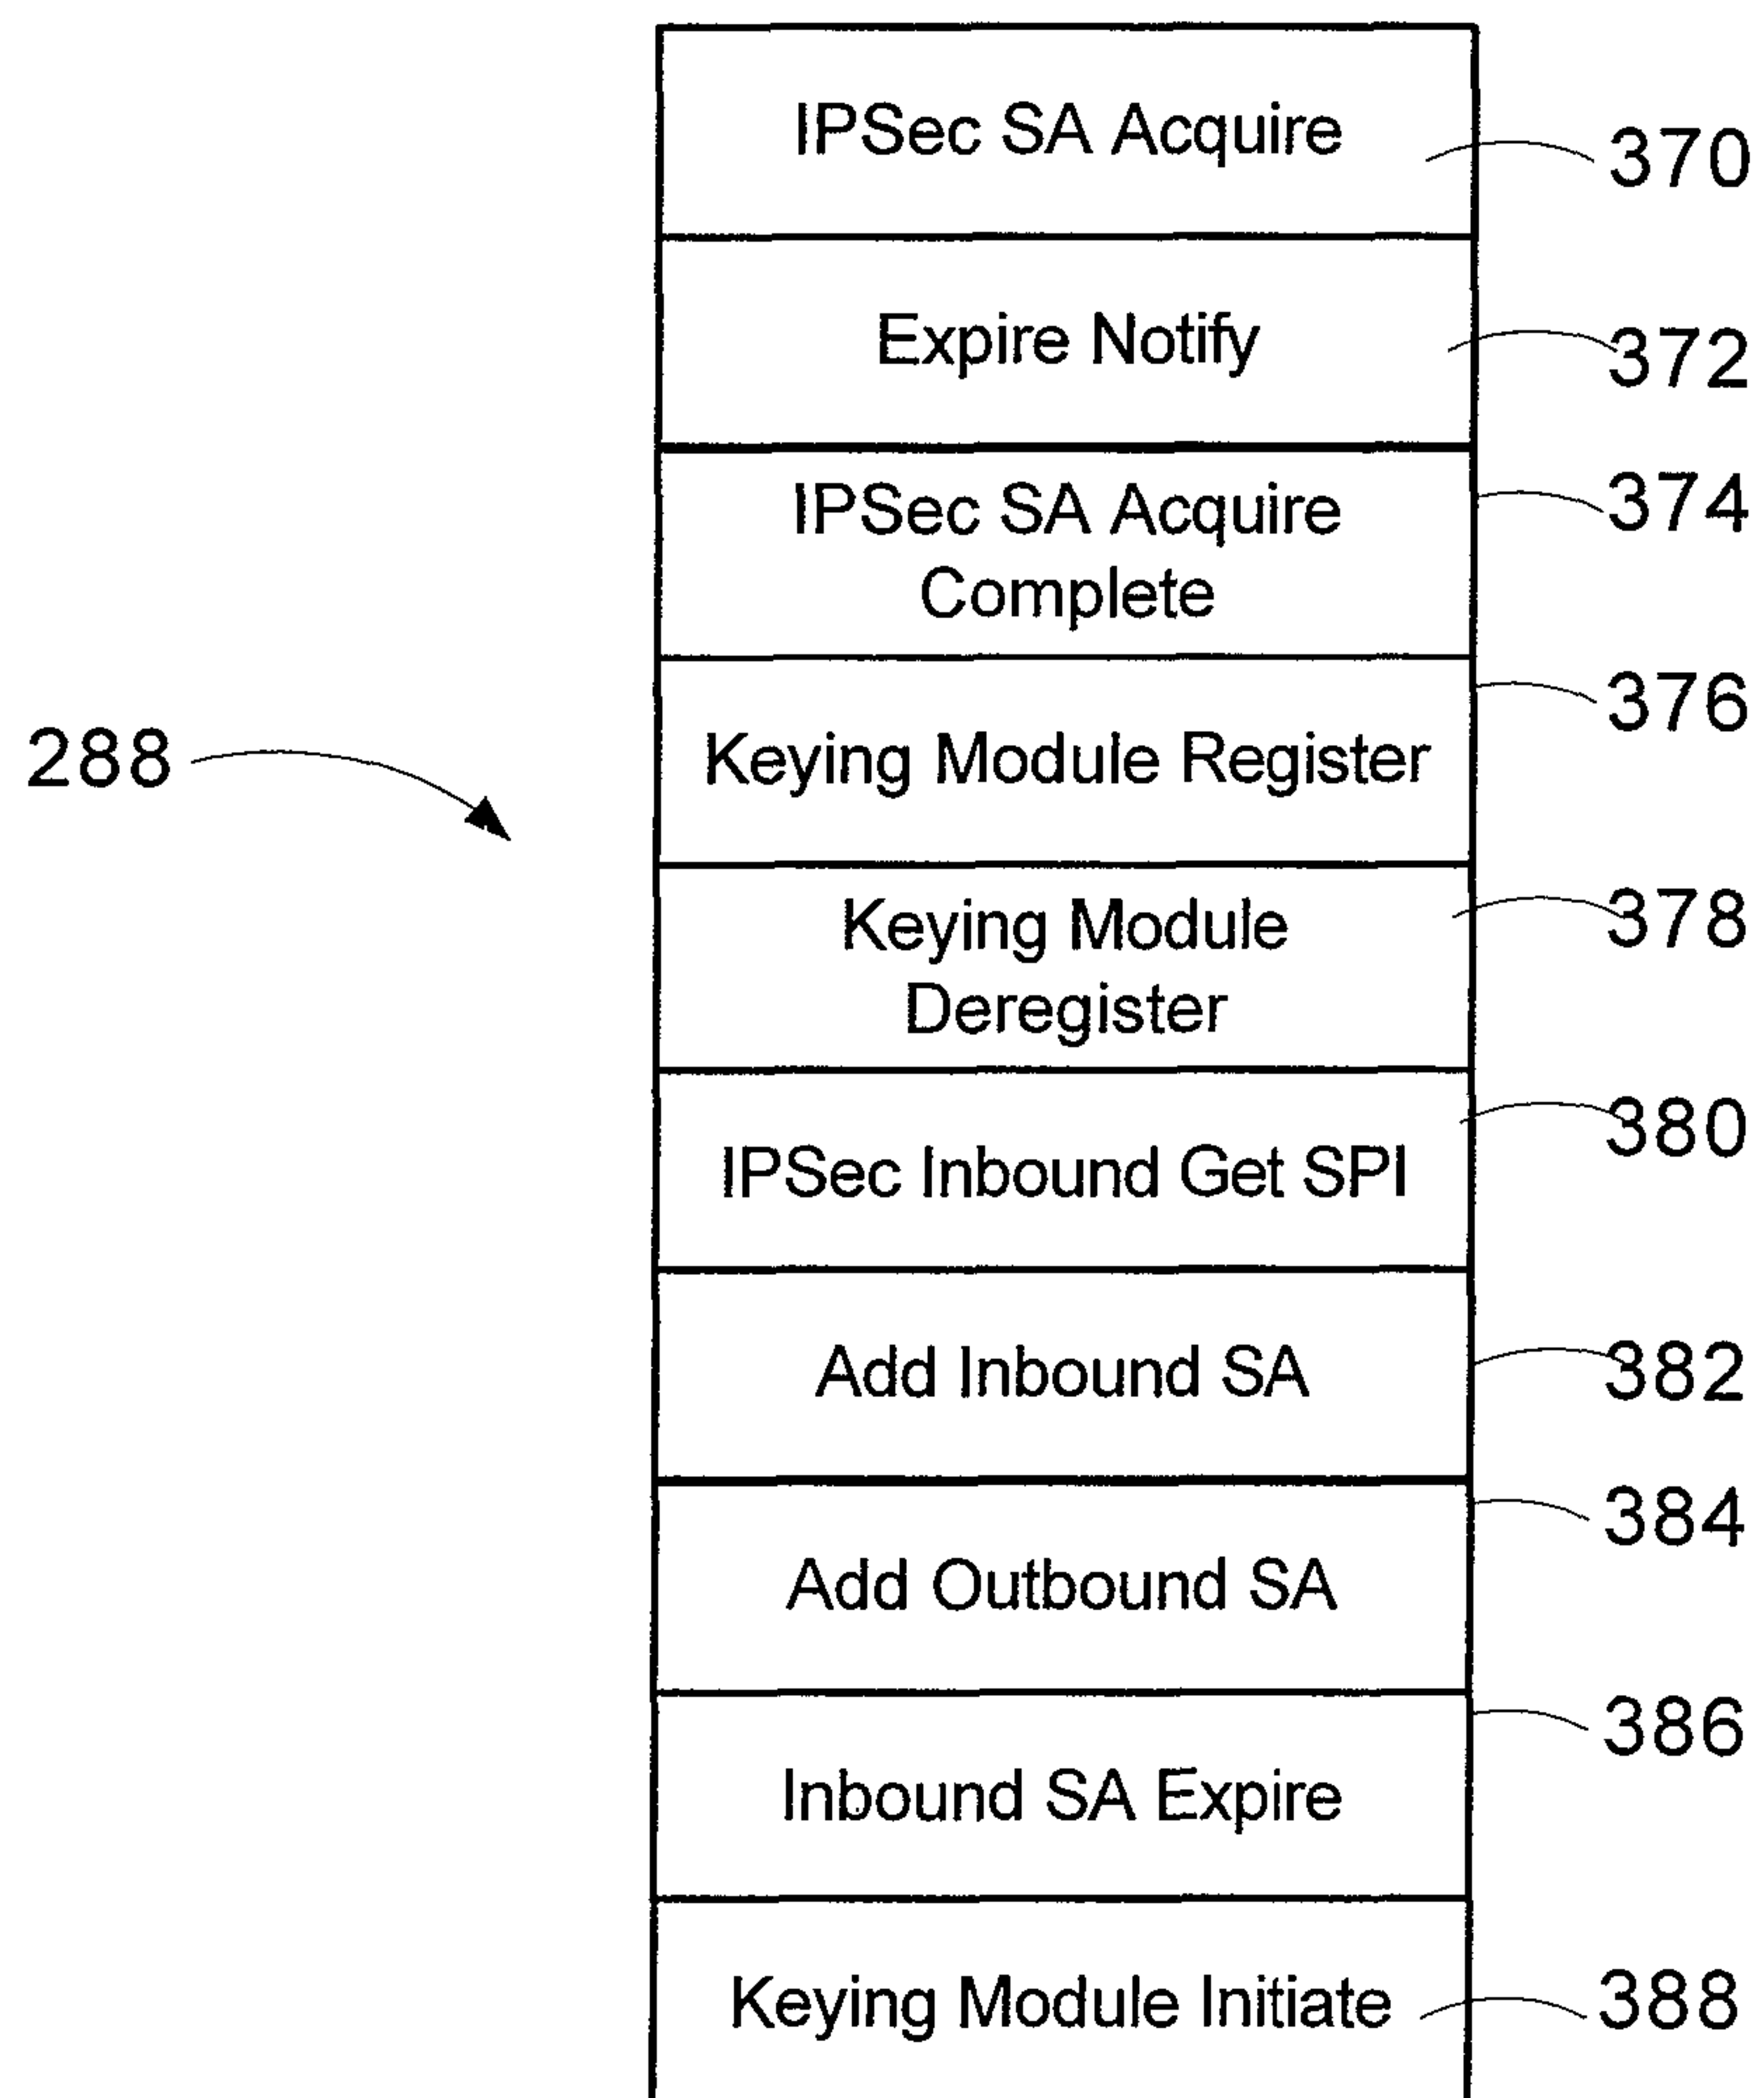 IPSec SA Acquire
370
Expire Notify
372
IPSec SA Acquire
Complete
374
Keying Module Register
376
288
Keying Module
Deregister
378
IPSec Inbound Get SPI
380
Add Inbound SA
382
Add Outbound SA
384
Inbound SA Expire
386
Keying Module Initiate
388